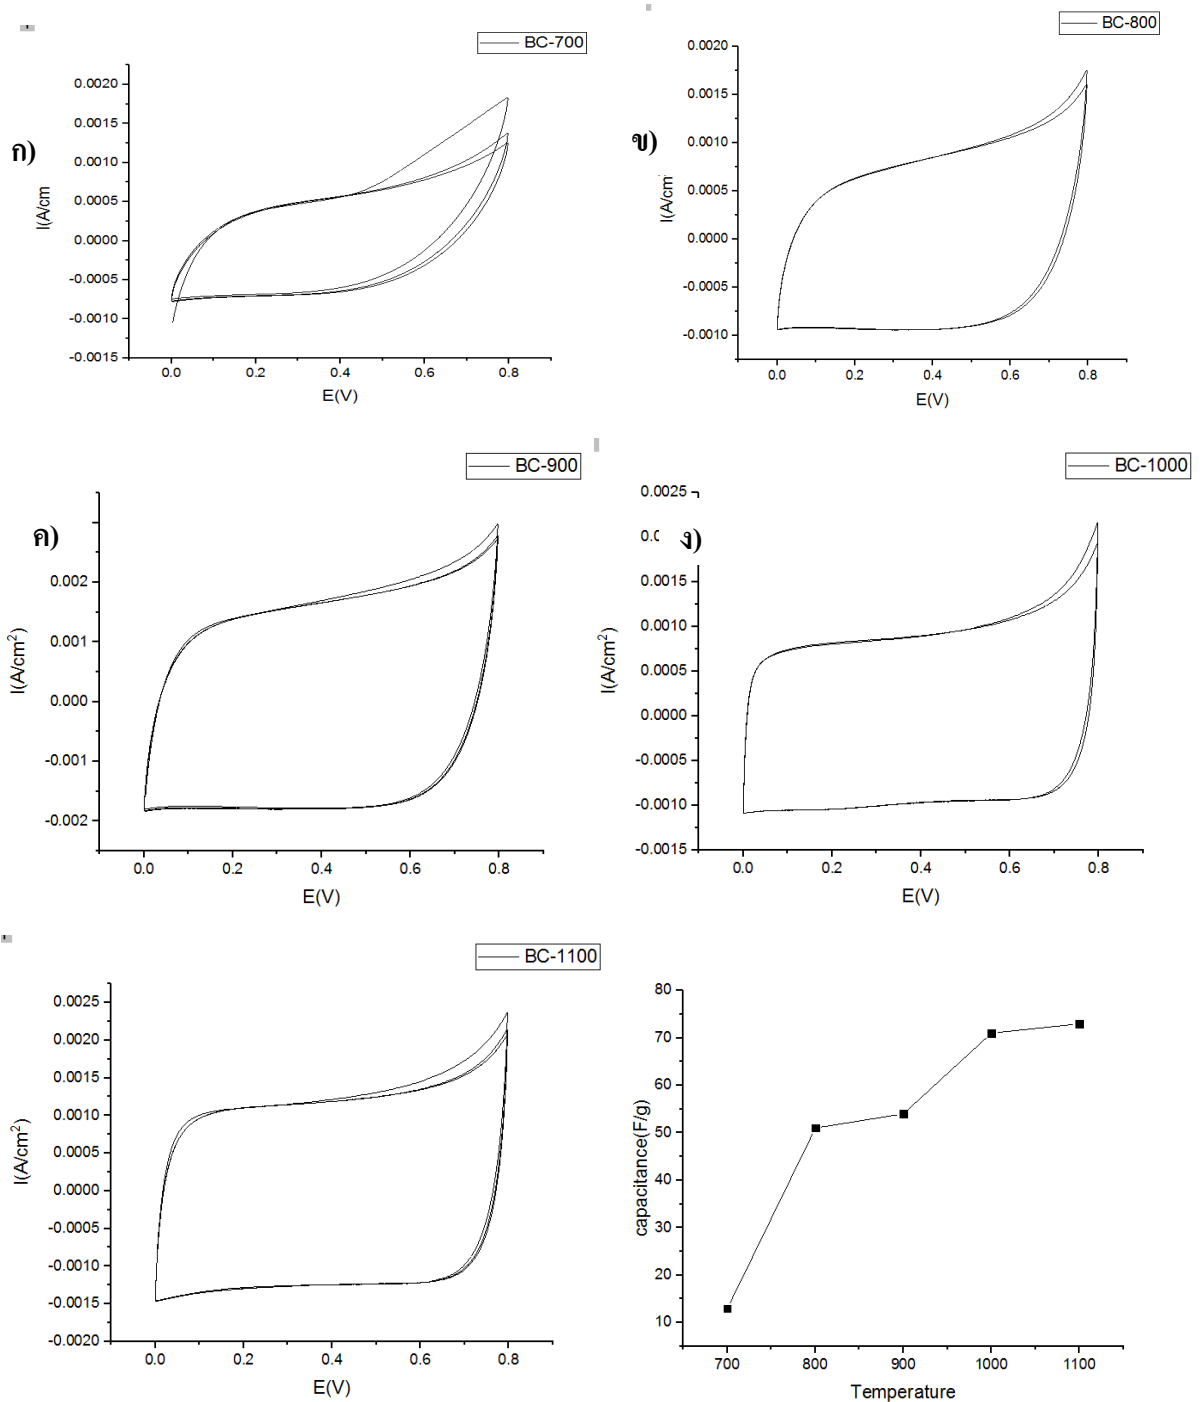 BC-700
ก)
0.0020
0.0015
0.0010
0.0005
0.0000
-0.0005
-0.0010
-0.0015
I(A/cm
0.0 0.2 0.4 0.6 0.8
E(V)
BC-800
ข)
0.0020
0.0015
0.0010
0.0005
0.0000
-0.0005
-0.0010
I(A/cm
0.0 0.2 0.4 0.6 0.8
E(V)
BC-900
ค)
0.002
0.001
0.000
-0.001
-0.002
I(A/cm²)
0.0 0.2 0.4 0.6 0.8
E(V)
BC-1000
ง)
0.0025
0.0015
0.0010
0.0005
0.0000
-0.0005
-0.0010
-0.0015
I(A/cm²)
0.0 0.2 0.4 0.6 0.8
E(V)
BC-1100
0.0025
0.0020
0.0015
0.0010
0.0005
0.0000
-0.0005
-0.0010
-0.0015
-0.0020
I(A/cm²)
0.0 0.2 0.4 0.6 0.8
E(V)
80
70
60
50
40
30
20
10
capacitance(F/g)
700 800 900 1000 1100
Temperature